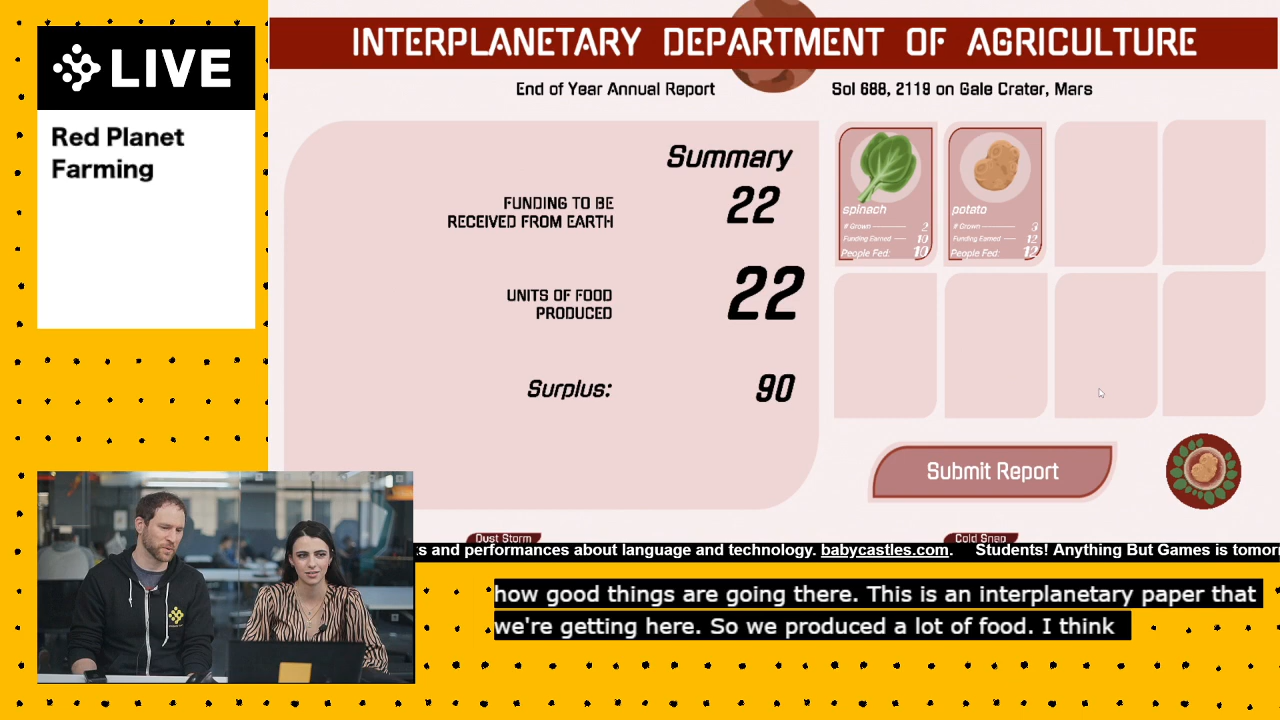 LIVE
Red Planet
Farming
INTERPLANETARY DEPARTMENT OF AGRICULTURE
End of Year Annual Report
Sol 688, 2119 on Gale Crater, Mars
Summary
FUNDING TO BE
RECEIVED FROM EARTH
22
UNITS OF FOOD
PRODUCED
22
Surplus:
90
spinach
# Grown 2
Funding Earned 10
People Fed: 10
potato
# Grown 3
Funding Earned 12
People Fed: 12
Submit Report
Dust Storm
Cold Snap
s and performances about language and technology. babycastles.com. Students! Anything But Games is tomor
how good things are going there. This is an interplanetary paper that
we're getting here. So we produced a lot of food. I think